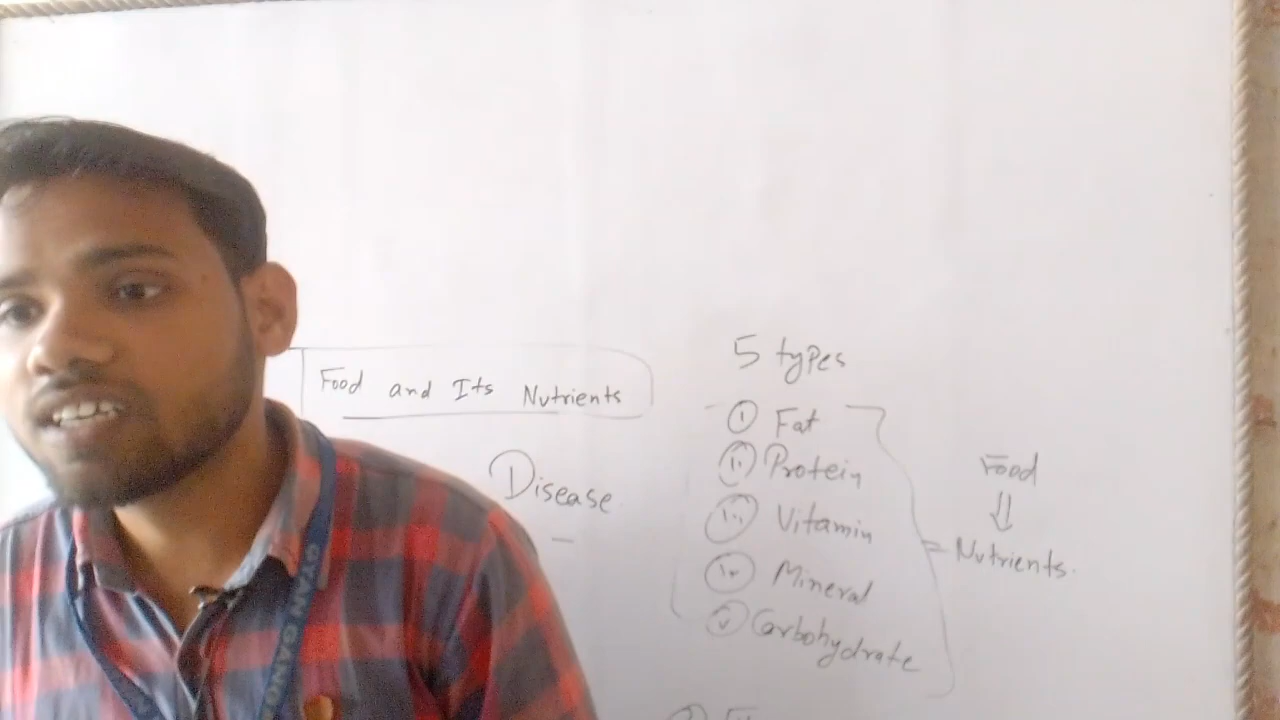 Food and Its Nutrients
Disease
5 types
i Fat
ii Protein
iii Vitamin
iv Mineral
v Carbohydrate
= Nutrients.
Food
⇓